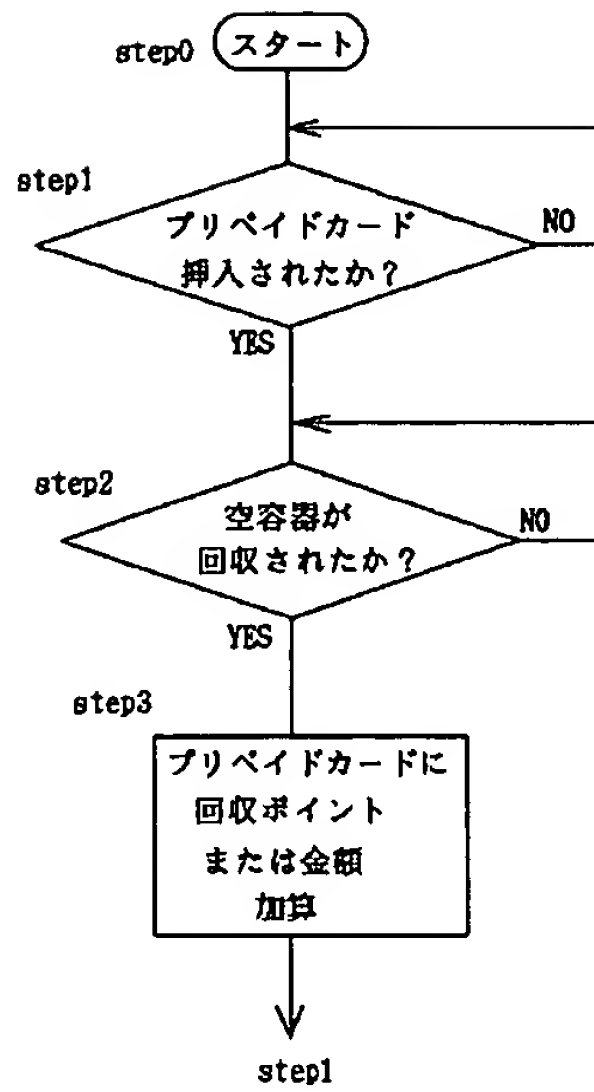 step0
スタート
step1
プリペイドカード
挿入されたか？
NO
YES
step2
空容器が
回収されたか？
NO
YES
step3
プリペイドカードに
回収ポイント
または金額
加算
step1